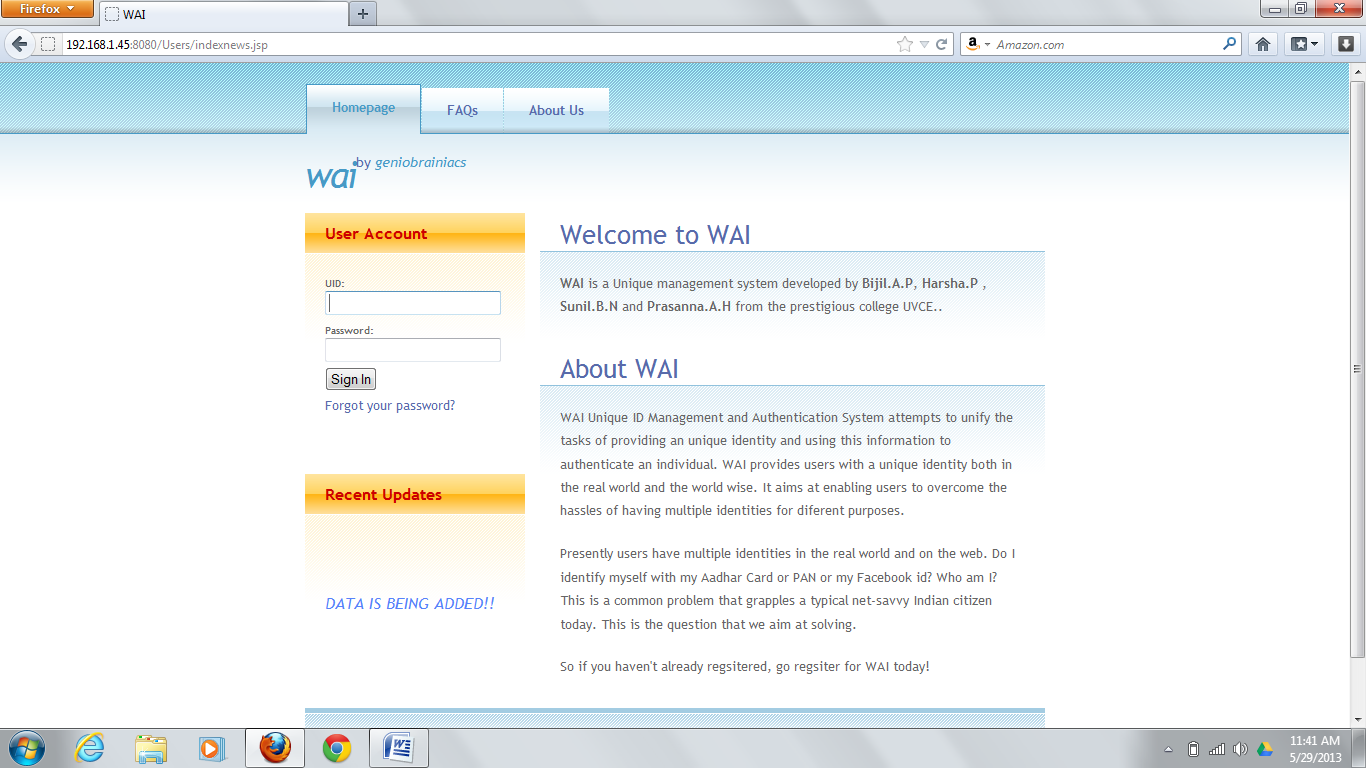 Firefox
WAI
192.168.1.45:8080/Users/indexnews.jsp
Amazon.com
Homepage
FAQs
About Us
wai
by geniobrainiacs
User Account
UID:
Password:
Sign In
Forgot your password?
Recent Updates
DATA IS BEING ADDED!!
Welcome to WAI
WAI is a Unique management system developed by Bijil.A.P, Harsha.P ,
Sunil.B.N and Prasanna.A.H from the prestigious college UVCE..
About WAI
WAI Unique ID Management and Authentication System attempts to unify the
tasks of providing an unique identity and using this information to
authenticate an individual. WAI provides users with a unique identity both in
the real world and the world wise. It aims at enabling users to overcome the
hassles of having multiple identities for diferent purposes.
Presently users have multiple identities in the real world and on the web. Do I
identify myself with my Aadhar Card or PAN or my Facebook id? Who am I?
This is a common problem that grapples a typical net-savvy Indian citizen
today. This is the question that we aim at solving.
So if you haven't already regsitered, go regsiter for WAI today!
11:41 AM
5/29/2013